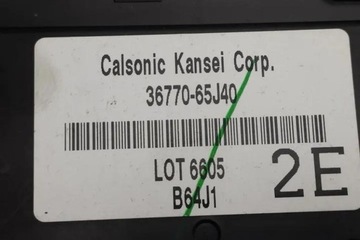 Calsonic Kansei Corp.
36770-65J40
LOT 6605
B64J1
2E